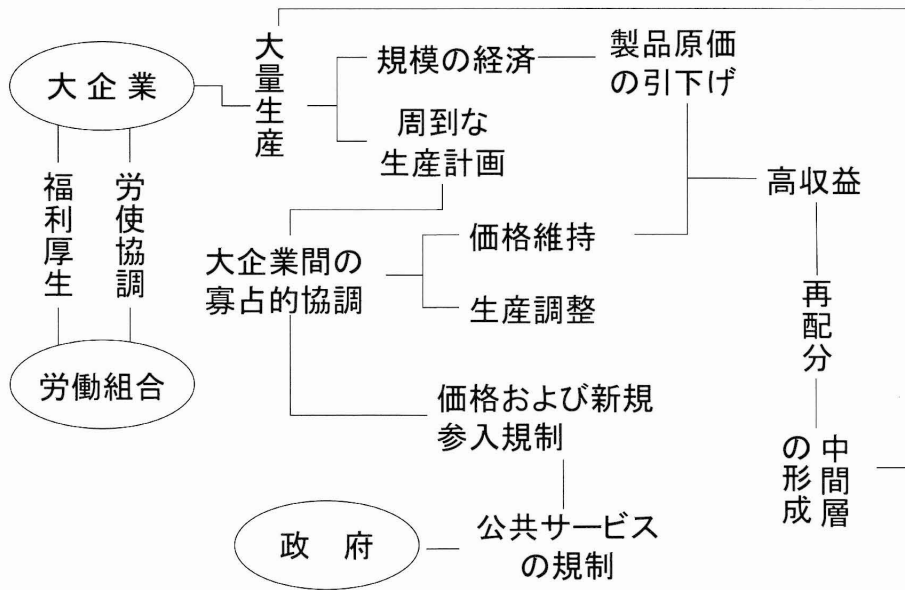 大企業
大量生産
規模の経済
製品原価
の引下げ
周到な
生産計画
福利厚生
労使協調
高収益
大企業間の
寡占的協調
価格維持
生産調整
再配分
労働組合
価格および新規
参入規制
中間層
の形成
政府
公共サービス
の規制